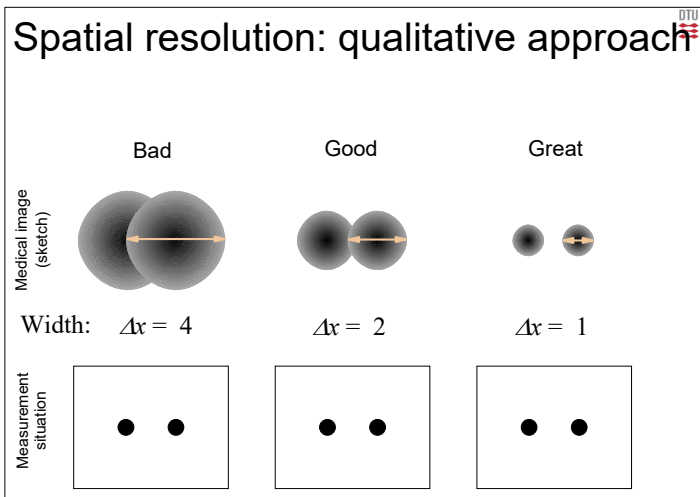 DTU
Spatial resolution: qualitative approach
Bad Good Great
Medical image
(sketch)
Width: Δx = 4 Δx = 2 Δx = 1
Measurement
situation